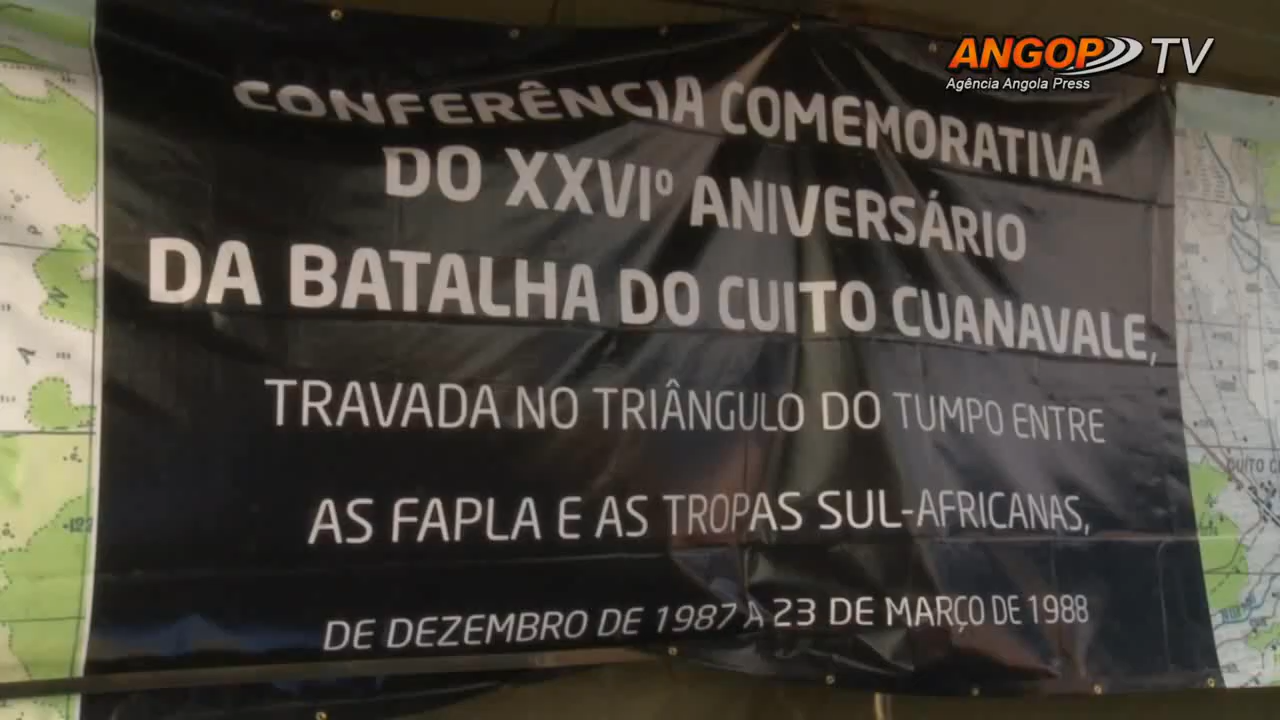 ANGOP TV
Agência Angola Press
CONFERÊNCIA COMEMORATIVA
DO XXVIº ANIVERSÁRIO
DA BATALHA DO CUITO CUANAVALE,
TRAVADA NO TRIÂNGULO DO TUMPO ENTRE
AS FAPLA E AS TROPAS SUL-AFRICANAS,
DE DEZEMBRO DE 1987 A 23 DE MARÇO DE 1988